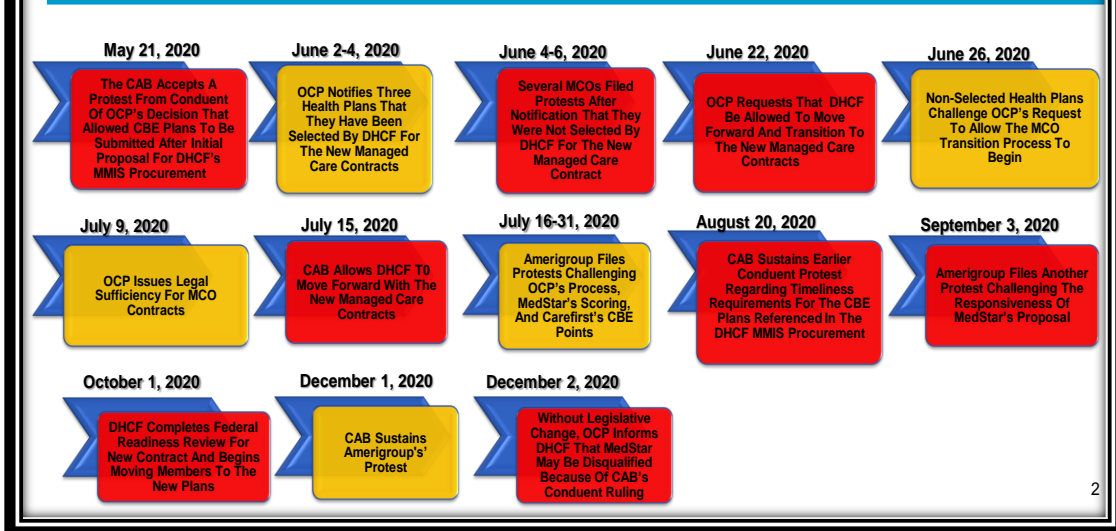 May 21, 2020
The CAB Accepts A
Protest From Conduent
Of OCP's Decision That
Allowed CBE Plans To Be
Submitted After Initial
Proposal For DHCF's
MMIS Procurement
June 2-4, 2020
OCP Notifies Three
Health Plans That
They Have Been
Selected By DHCF For
The New Managed
Care Contracts
June 4-6, 2020
Several MCOs Filed
Protests After
Notification That They
Were Not Selected By
DHCF For The New
Managed Care
Contract
June 22, 2020
OCP Requests That DHCF
Be Allowed To Move
Forward And Transition To
The New Managed Care
Contracts
June 26, 2020
Non-Selected Health Plans
Challenge OCP's Request
To Allow The MCO
Transition Process To
Begin
July 9, 2020
OCP Issues Legal
Sufficiency For MCO
Contracts
July 15, 2020
CAB Allows DHCF T0
Move Forward With The
New Managed Care
Contracts
July 16-31, 2020
Amerigroup Files
Protests Challenging
OCP's Process,
MedStar's Scoring,
And Carefirst's CBE
Points
August 20, 2020
CAB Sustains
Earlier
Conduent Protest
Regarding Timeliness
Requirements For The CBE
Plans Referenced In The
DHCF MMIS Procurement
September 3, 2020
Amerigroup Files Another
Protest Challenging The
Responsiveness Of
MedStar's Proposal
October 1, 2020
DHCF Completes Federal
Readiness Review For
New Contract And Begins
Moving Members To The
New Plans
December 1, 2020
CAB Sustains
Amerigroup's'
Protest
December 2, 2020
Without Legislative
Change, OCP Informs
DHCF That MedStar
May Be Disqualified
Because Of CAB's
Conduent Ruling
2